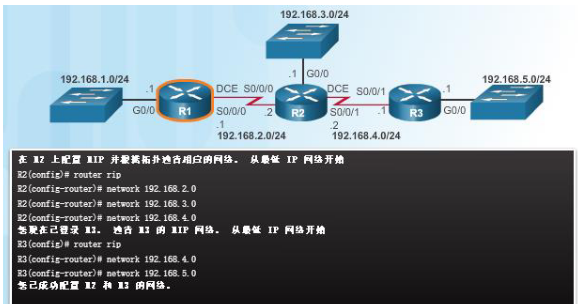 192.168.3.0/24
192.168.1.0/24
192.168.5.0/24
.1 G0/0
.1 DCE S0/0/0 DCE S0/0/1 .1
G0/0 R1 S0/0/0 .2 R2 S0/0/1 .1 R3 G0/0
.1 .2
192.168.2.0/24 192.168.4.0/24
在 R2 上配置 RIP 并根据拓扑通告相应的网络。 从最低 IP 网络开始
R2(config)# router rip
R2(config-router)# network 192.168.2.0
R2(config-router)# network 192.168.3.0
R2(config-router)# network 192.168.4.0
您现在已登录 R3。 通告 R3 的 RIP 网络。 从最低 IP 网络开始
R3(config)# router rip
R3(config-router)# network 192.168.4.0
R3(config-router)# network 192.168.5.0
您已成功配置 R2 和 R3 的网络。